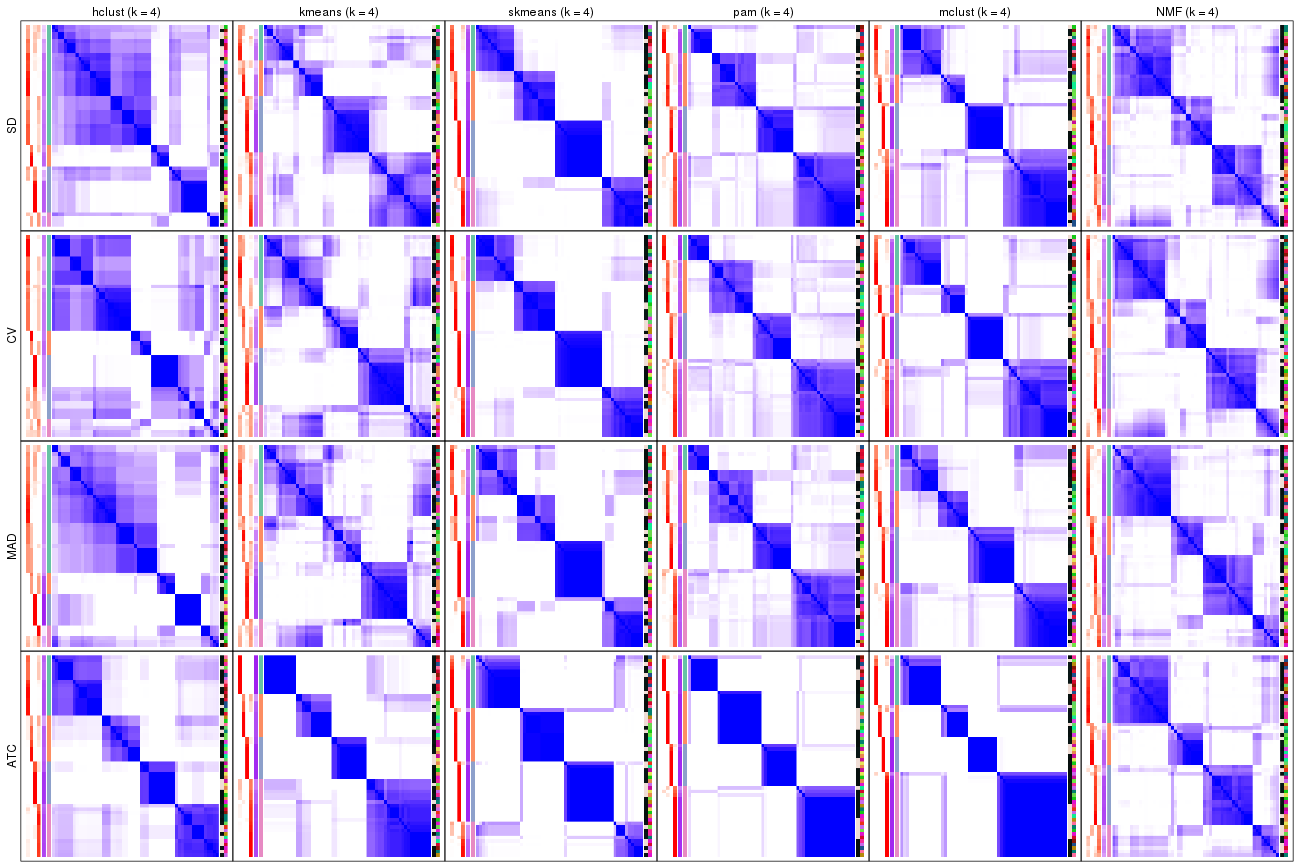 hclust (k = 4)
kmeans (k = 4)
skmeans (k = 4)
pam (k = 4)
mclust (k = 4)
NMF (k = 4)
SD
CV
MAD
ATC